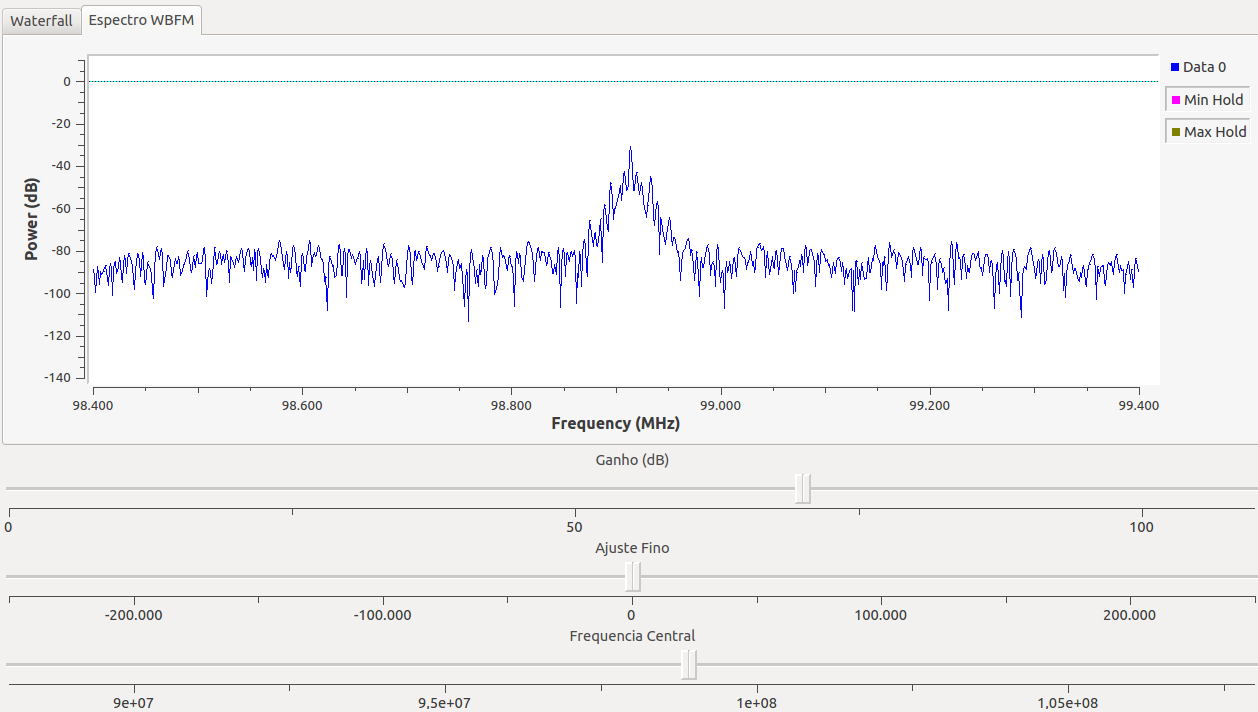 Waterfall Espectro WBFM
Data 0
Min Hold
Max Hold
0
-20
-40
-60
-80
-100
-120
-140
Power (dB)
98.400 98.600 98.800 99.000 99.200 99.400
Frequency (MHz)
Ganho (dB)
0 50 100
Ajuste Fino
-200.000 -100.000 0 100.000 200.000
Frequencia Central
9e+07 9,5e+07 1e+08 1,05e+08